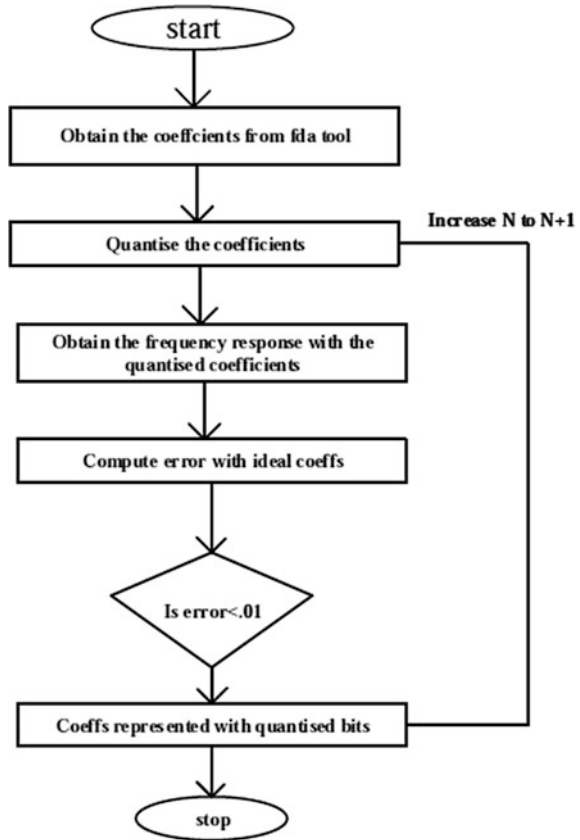 start
Obtain the coeffcients from fda tool
Increase N to N+1
Quantise the coefficients
Obtain the frequency response with the
quantised coefficients
Compute error with ideal coeffs
Is error<.01
Coeffs represented with quantised bits
stop